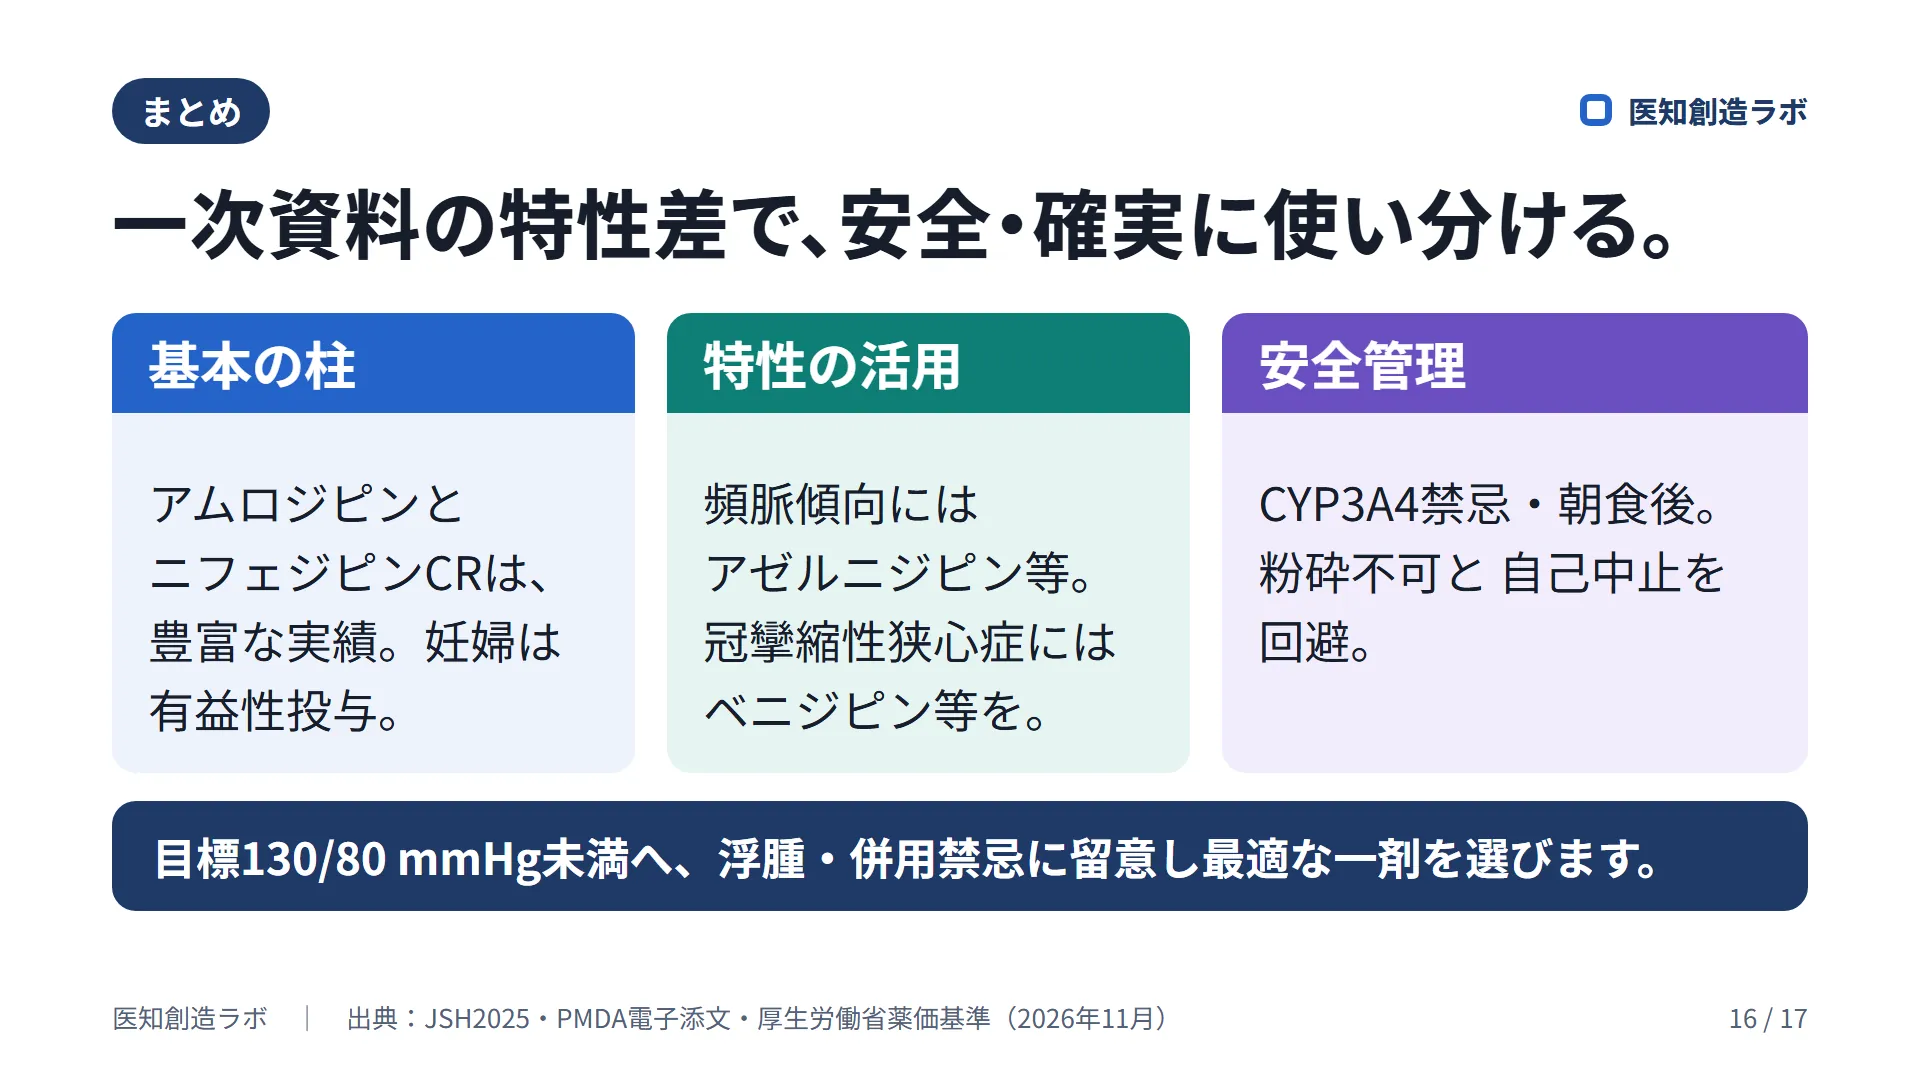 まとめ
医知創造ラボ
一次資料の特性差で、安全・確実に使い分ける。
基本の柱
アムロジピンと
ニフェジピンCRは、
豊富な実績。妊婦は
有益性投与。
特性の活用
頻脈傾向には
アゼルニジピン等。
冠攣縮性狭心症には
ベニジピン等を。
安全管理
CYP3A4禁忌・朝食後。
粉砕不可と 自己中止を
回避。
目標130/80 mmHg未満へ、浮腫・併用禁忌に留意し最適な一剤を選びます。
医知創造ラボ ｜ 出典：JSH2025・PMDA電子添文・厚生労働省薬価基準（2026年11月）
16 / 17